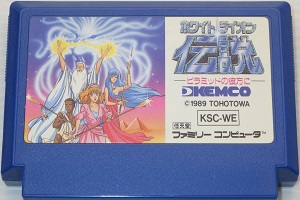 ホワイトライオン
伝説
ピラミッドの彼方に
KEMCO
©1989 TOHOTOWA
KSC-WE
任天堂
ファミリーコンピュータ